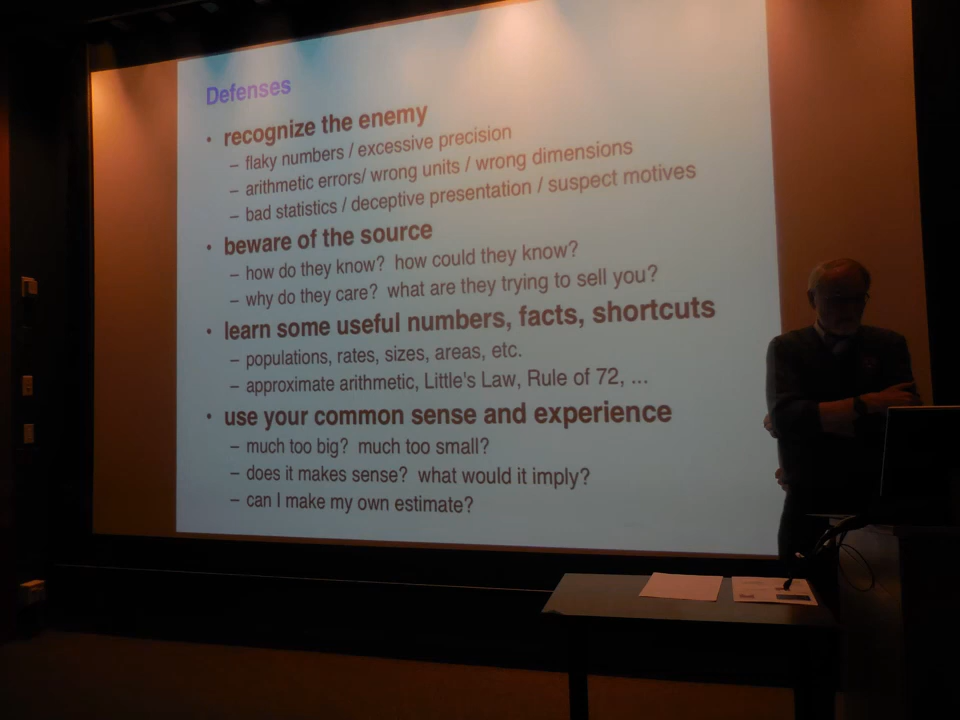 Defenses
• recognize the enemy
– flaky numbers / excessive precision
– arithmetic errors/ wrong units / wrong dimensions
– bad statistics / deceptive presentation / suspect motives
• beware of the source
– how do they know? how could they know?
– why do they care? what are they trying to sell you?
• learn some useful numbers, facts, shortcuts
– populations, rates, sizes, areas, etc.
– approximate arithmetic, Little's Law, Rule of 72, ...
• use your common sense and experience
– much too big? much too small?
– does it makes sense? what would it imply?
– can I make my own estimate?